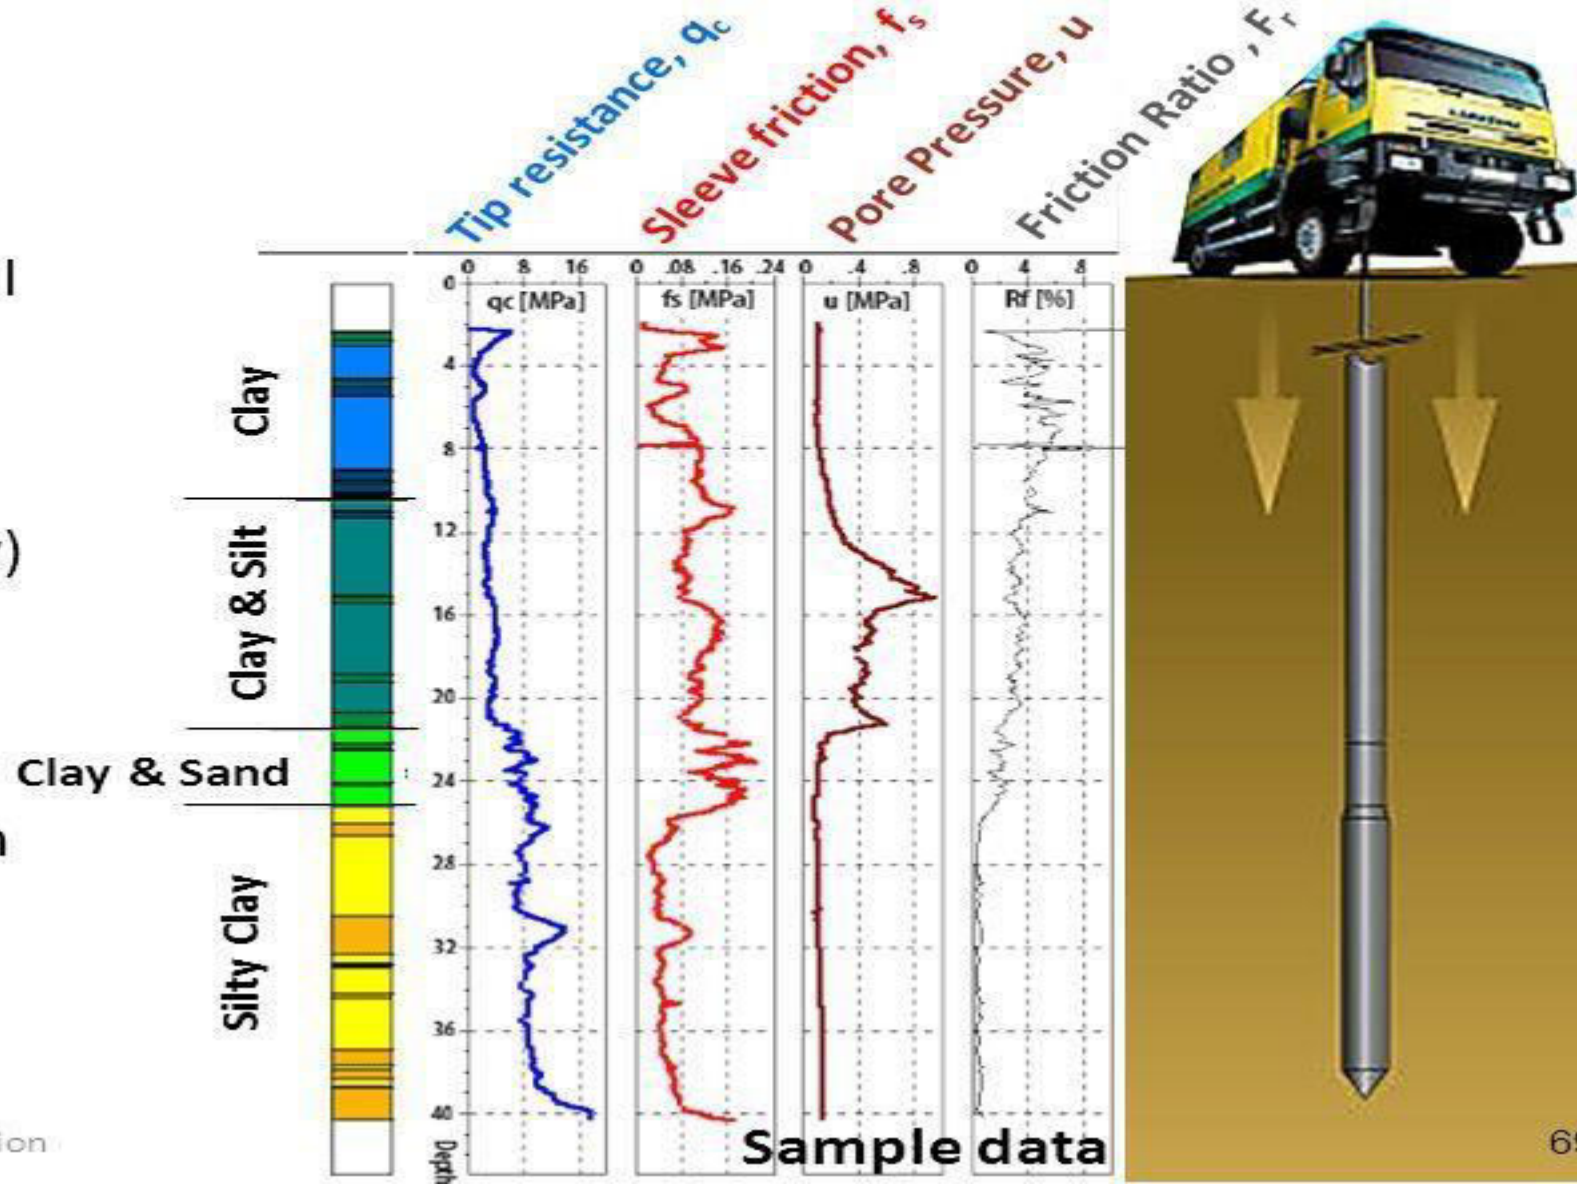 Tip resistance, qc
Sleeve friction, fs
Pore Pressure, u
Friction Ratio , Fr
0 8 16
0 .08 .16 .24
0 .4 .8
0 4 8
qc [MPa]
fs [MPa]
u [MPa]
Rf [%]
0
4
8
12
16
20
24
28
32
36
40
Depth
Clay
Clay & Silt
Clay & Sand
Silty Clay
Sample data
l
)
n
ion
69